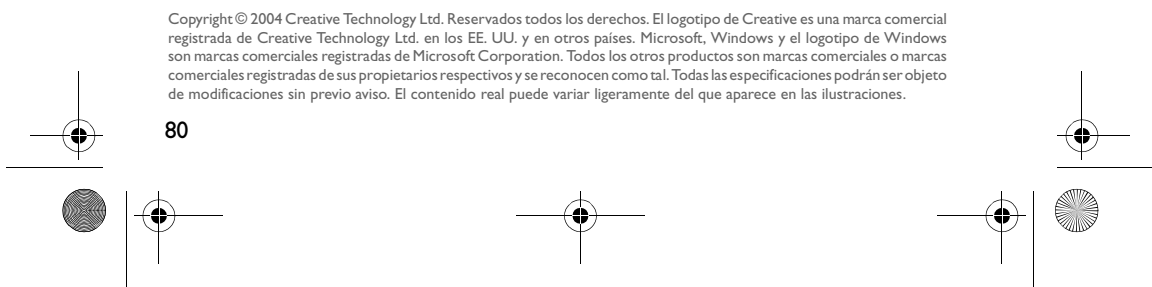 Copyright © 2004 Creative Technology Ltd. Reservados todos los derechos. El logotipo de Creative es una marca comercial
registrada de Creative Technology Ltd. en los EE. UU. y en otros países. Microsoft, Windows y el logotipo de Windows
son marcas comerciales registradas de Microsoft Corporation. Todos los otros productos son marcas comerciales o marcas
comerciales registradas de sus propietarios respectivos y se reconocen como tal. Todas las especificaciones podrán ser objeto
de modificaciones sin previo aviso. El contenido real puede variar ligeramente del que aparece en las ilustraciones.
80